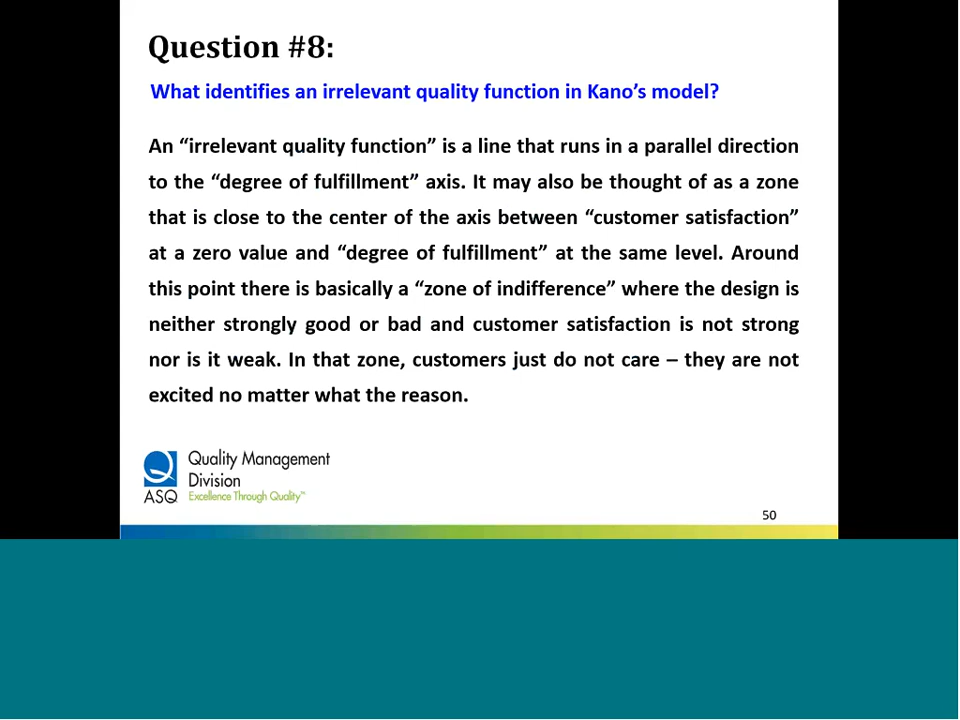 Question #8:
What identifies an irrelevant quality function in Kano’s model?
An “irrelevant quality function” is a line that runs in a parallel direction
to the “degree of fulfillment” axis. It may also be thought of as a zone
that is close to the center of the axis between “customer satisfaction”
at a zero value and “degree of fulfillment” at the same level. Around
this point there is basically a “zone of indifference” where the design is
neither strongly good or bad and customer satisfaction is not strong
nor is it weak. In that zone, customers just do not care – they are not
excited no matter what the reason.
Quality Management
Division
ASQ Excellence Through Quality™
50